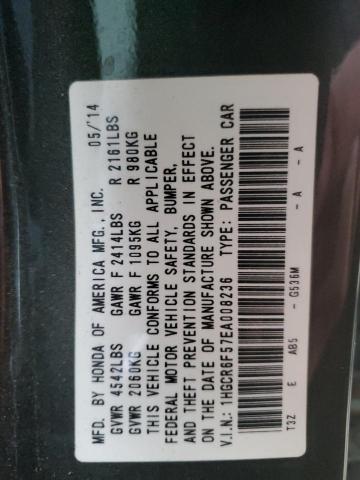 MFD. BY HONDA OF AMERICA MFG., INC. 05/'14
GVWR 4542LBS GAWR F 2414LBS R 2161LBS
GVWR 2060KG GAWR F 1095KG R 980KG
THIS VEHICLE CONFORMS TO ALL APPLICABLE
FEDERAL MOTOR VEHICLE SAFETY, BUMPER,
AND THEFT PREVENTION STANDARDS IN EFFECT
ON THE DATE OF MANUFACTURE SHOWN ABOVE.
V.I.N.: 1HGCR6F57EA008236 TYPE: PASSENGER CAR
T3Z E AB5 - G536M - A - A